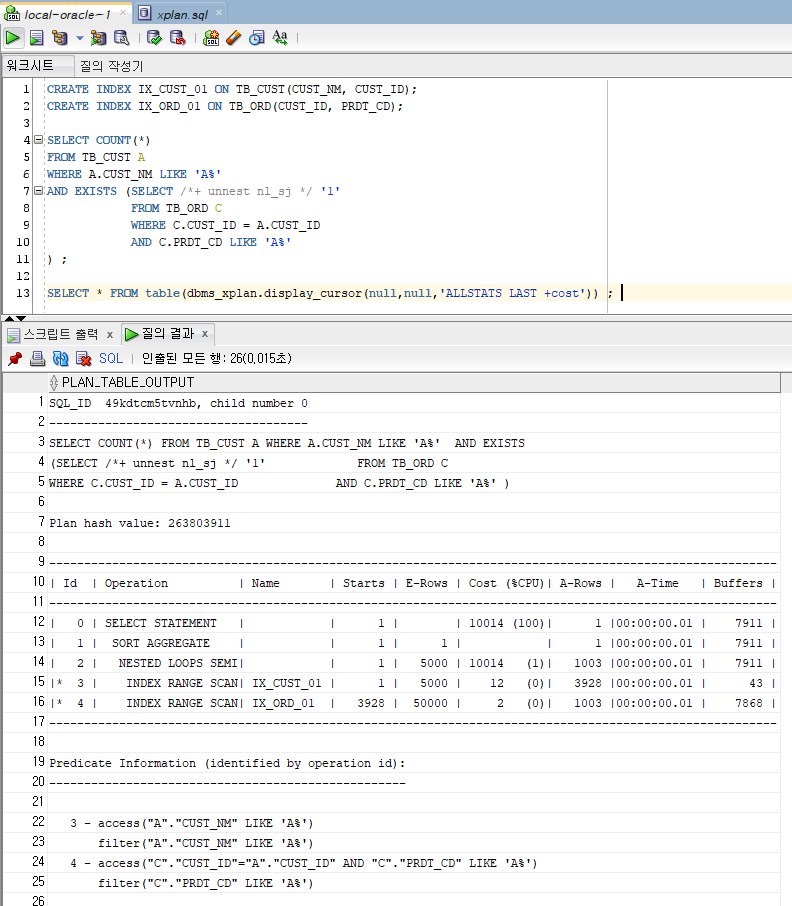 local-oracle~1 × xplan.sql ×
SQL Aa
워크시트 질의 작성기
1 CREATE INDEX IX_CUST_01 ON TB_CUST(CUST_NM, CUST_ID);
2 CREATE INDEX IX_ORD_01 ON TB_ORD(CUST_ID, PRDT_CD);
3
4 SELECT COUNT(*)
5 FROM TB_CUST A
6 WHERE A.CUST_NM LIKE 'A%'
7 AND EXISTS (SELECT /*+ unnest nl_sj */ '1'
8 FROM TB_ORD C
9 WHERE C.CUST_ID = A.CUST_ID
10 AND C.PRDT_CD LIKE 'A%'
11 ) ;
12
13 SELECT * FROM table(dbms_xplan.display_cursor(null,null,'ALLSTATS LAST +cost')) ;
스크립트 출력 x 질의 결과 x
SQL | 인출된 모든 행: 26(0,015초)
PLAN_TABLE_OUTPUT
1 SQL_ID  49kdtcm5tvnhb, child number 0
2 -------------------------------------
3 SELECT COUNT(*) FROM TB_CUST A WHERE A.CUST_NM LIKE 'A%'  AND EXISTS
4 (SELECT /*+ unnest nl_sj */ '1'             FROM TB_ORD C
5 WHERE C.CUST_ID = A.CUST_ID             AND C.PRDT_CD LIKE 'A%' )
6
7 Plan hash value: 263803911
8
9 --------------------------------------------------------------------------------------------------------
10 | Id  | Operation          | Name       | Starts | E-Rows | Cost (%CPU)| A-Rows |   A-Time   | Buffers |
11 --------------------------------------------------------------------------------------------------------
12 |   0 | SELECT STATEMENT   |            |      1 |        | 10014 (100)|      1 |00:00:00.01 |    7911 |
13 |   1 |  SORT AGGREGATE    |            |      1 |      1 |            |      1 |00:00:00.01 |    7911 |
14 |   2 |   NESTED LOOPS SEMI|            |      1 |   5000 | 10014   (1)|   1003 |00:00:00.01 |    7911 |
15 |*  3 |    INDEX RANGE SCAN| IX_CUST_01 |      1 |   5000 |    12   (0)|   3928 |00:00:00.01 |      43 |
16 |*  4 |    INDEX RANGE SCAN| IX_ORD_01  |   3928 |  50000 |     2   (0)|   1003 |00:00:00.01 |    7868 |
17 --------------------------------------------------------------------------------------------------------
18
19 Predicate Information (identified by operation id):
20 ---------------------------------------------------
21
22    3 - access("A"."CUST_NM" LIKE 'A%')
23        filter("A"."CUST_NM" LIKE 'A%')
24    4 - access("C"."CUST_ID"="A"."CUST_ID" AND "C"."PRDT_CD" LIKE 'A%')
25        filter("C"."PRDT_CD" LIKE 'A%')
26